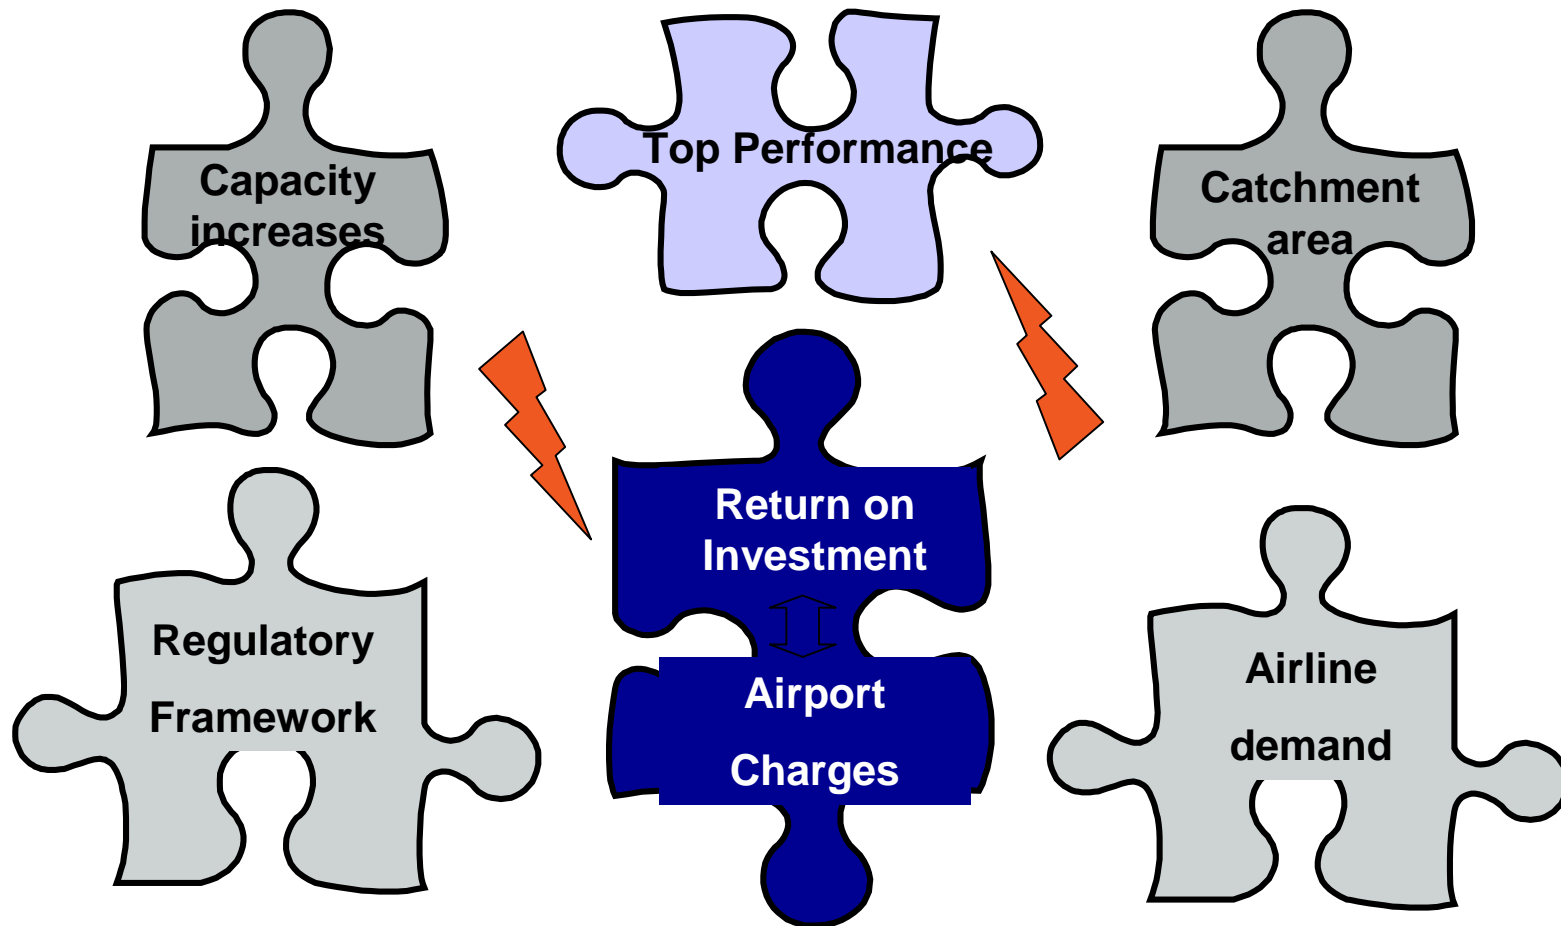 Capacity
increases
Top Performance
Catchment
area
Regulatory
Framework
Return on
Investment
Airport
Charges
Airline
demand